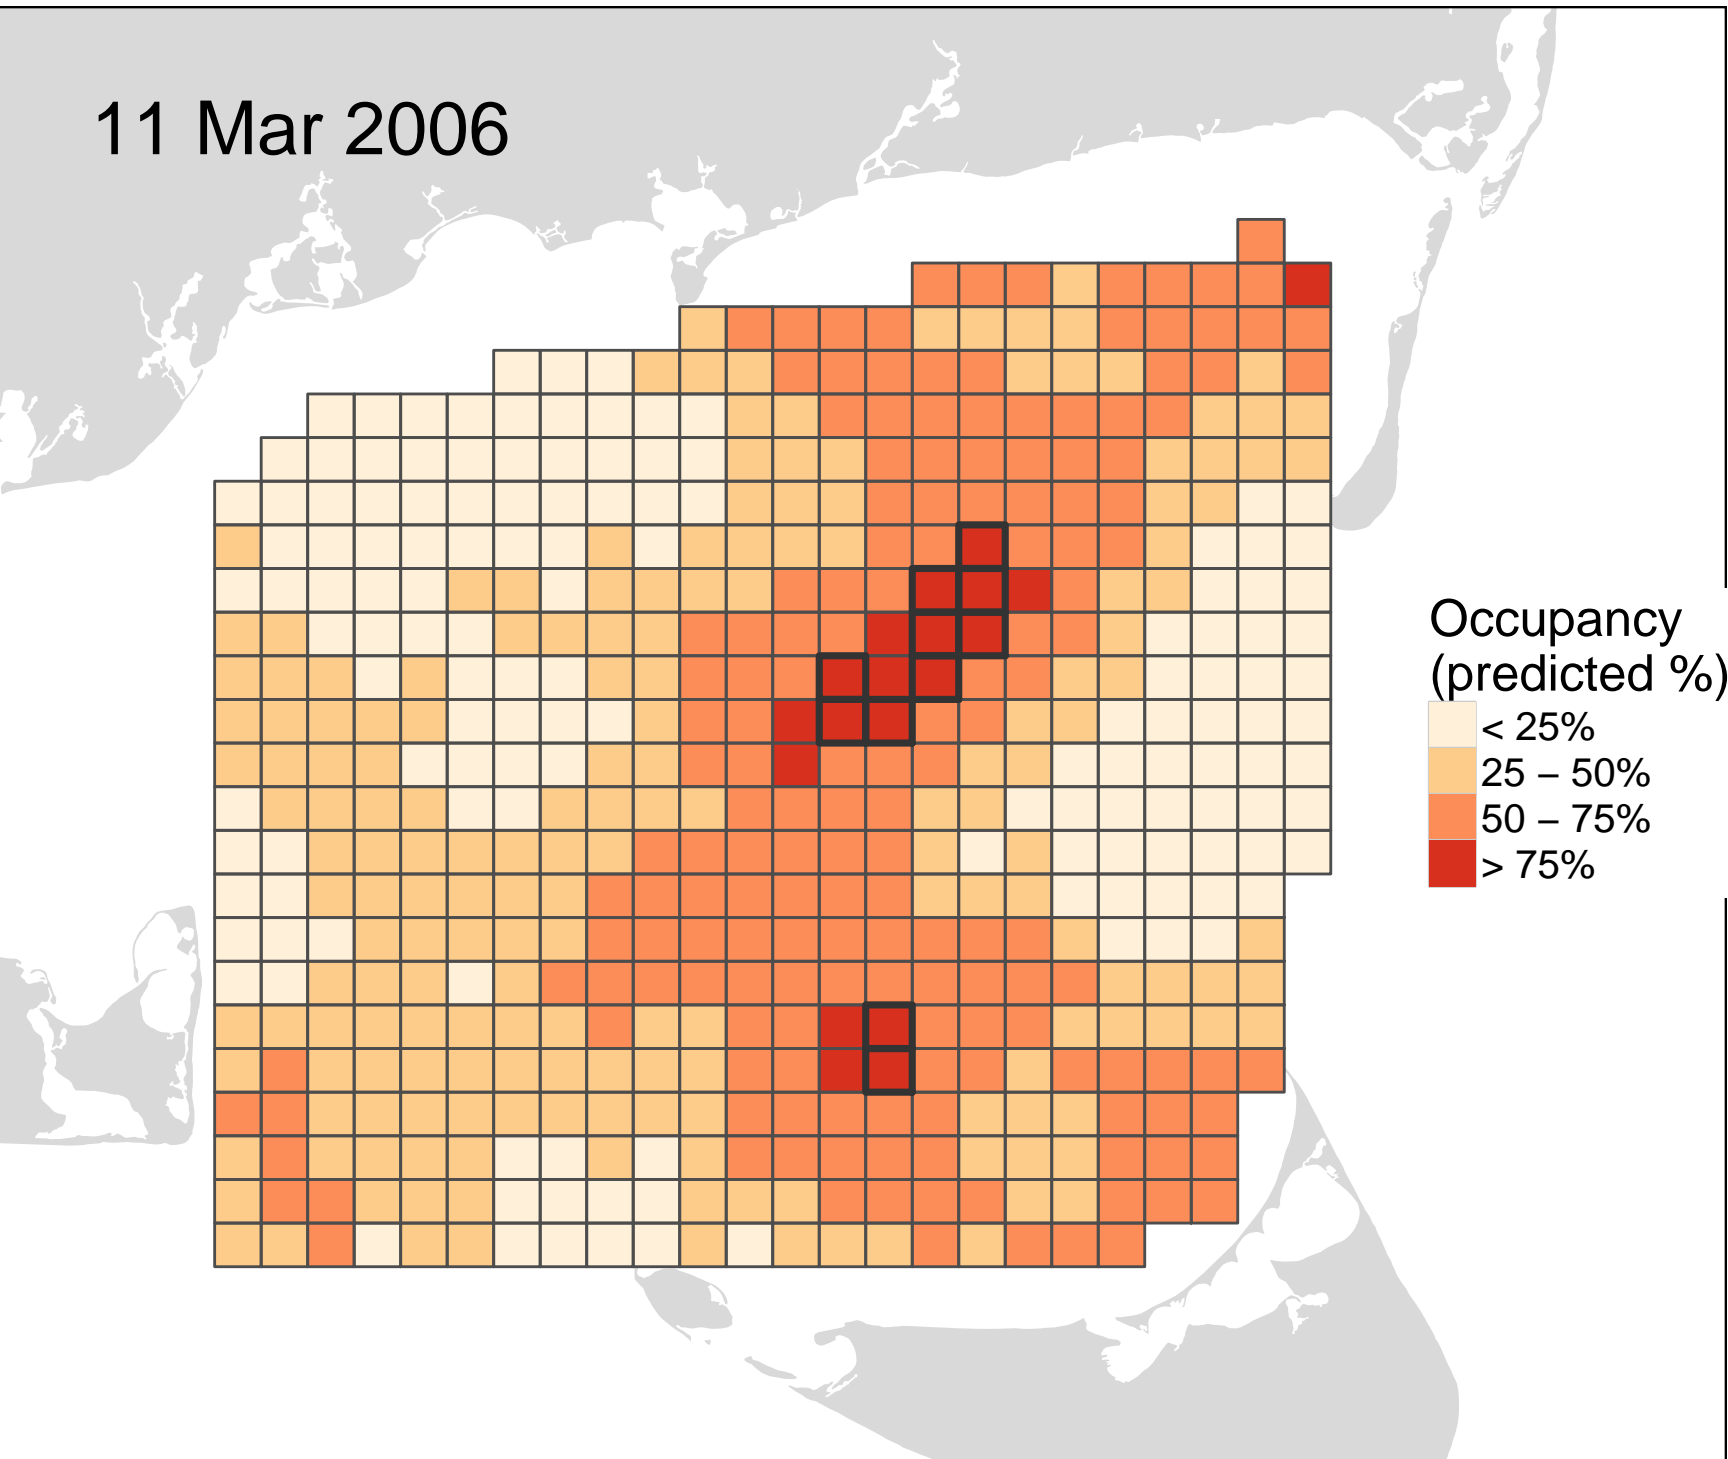 11 Mar 2006
Occupancy
(predicted %)
< 25%
25 – 50%
50 – 75%
> 75%